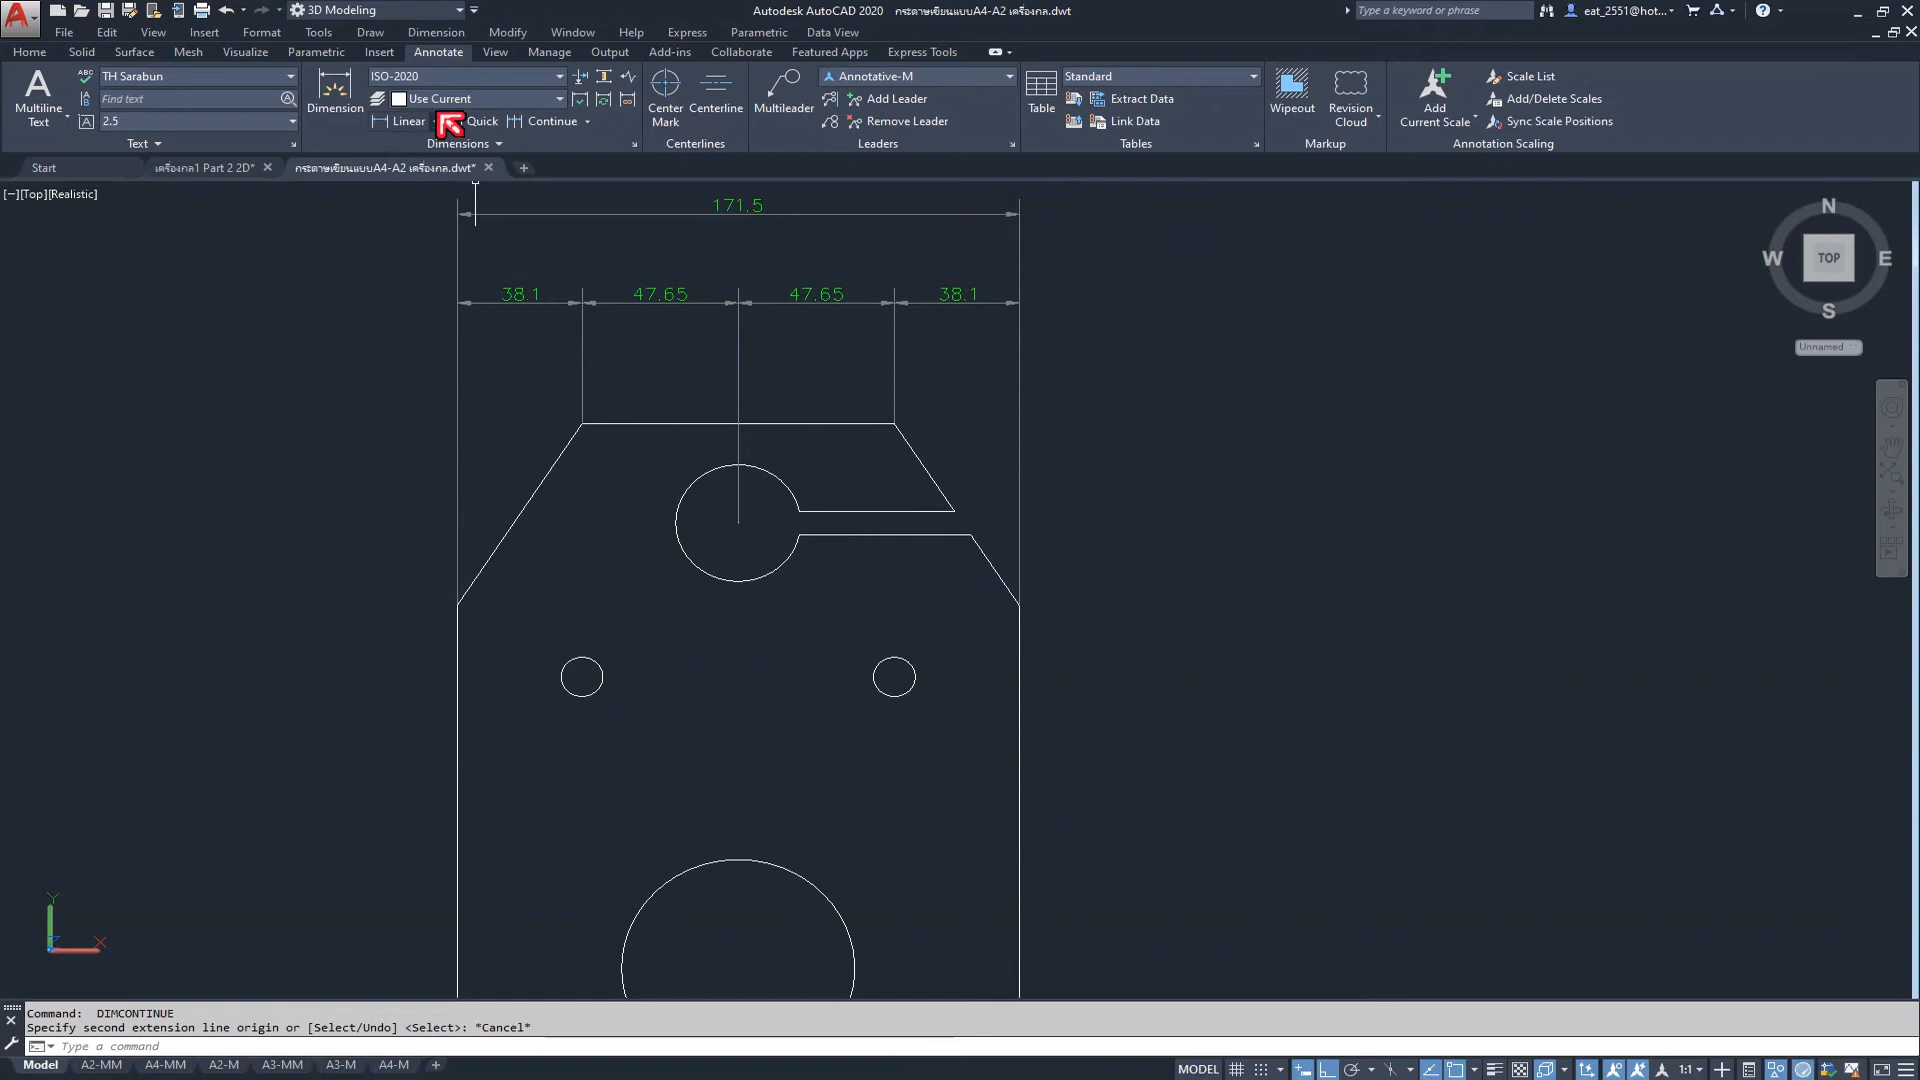 3D Modeling
Autodesk AutoCAD 2020 กระดาษเขียนแบบA4-A2 เครื่องกล.dwt
Type a keyword or phrase
eat_2551@hot...
File Edit View Insert Format Tools Draw Dimension Modify Window Help Express Parametric Data View
Home Solid Surface Mesh Visualize Parametric Insert Annotate View Manage Output Add-ins Collaborate Featured Apps Express Tools
Multiline Text
TH Sarabun
Find text
2.5
Text
Dimension
ISO-2020
Use Current
Linear Quick Continue
Dimensions
Center Mark
Centerline
Centerlines
Multileader
Annotative-M
Add Leader
Remove Leader
Leaders
Table
Standard
Extract Data
Link Data
Tables
Wipeout
Revision Cloud
Markup
Add Current Scale
Scale List
Add/Delete Scales
Sync Scale Positions
Annotation Scaling
Start เครื่องกล1 Part 2 2D* กระดาษเขียนแบบA4-A2 เครื่องกล.dwt*
[−][Top][Realistic]
171.5
38.1 47.65 47.65 38.1
N
W TOP E
S
Unnamed
Y
Z X
Command: DIMCONTINUE
Specify second extension line origin or [Select/Undo] <Select>: *Cancel*
Type a command
Model A2-MM A4-MM A2-M A3-MM A3-M A4-M +
MODEL 1:1